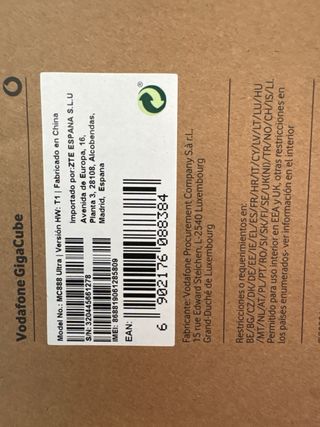 Vodafone GigaCube
Model No.: MC888 Ultra | Versión HW: T1 | Fabricado en China
Importado por:ZTE ESPANA S.L.U
Avenida de Europa, 16,
Planta 3, 28108, Alcobendas,
Madrid, Espana
S/N: 320445661278
IMEI: 868819061285809
EAN:
6 902176 088384
Fabricante: Vodafone Procurement Company S.à r.l.,
15 rue Edward Steichen, L-2540 Luxembourg
Grand-Duché de Luxembourg
Restricciones o requerimientos en:
BE/BG/CZ/DK/DE/EE/IE/EL/ES/FR/HR/IT/CY/LV/LT/LU/HU
/MT/NL/AT/PL/PT/RO/SI/SK/FI/SE/UK(NI)/TR/NO/CH/IS/LI.
Permitido para uso interior en EEA y UK, otras restricciones en
los países enumerados- ver información en el interior